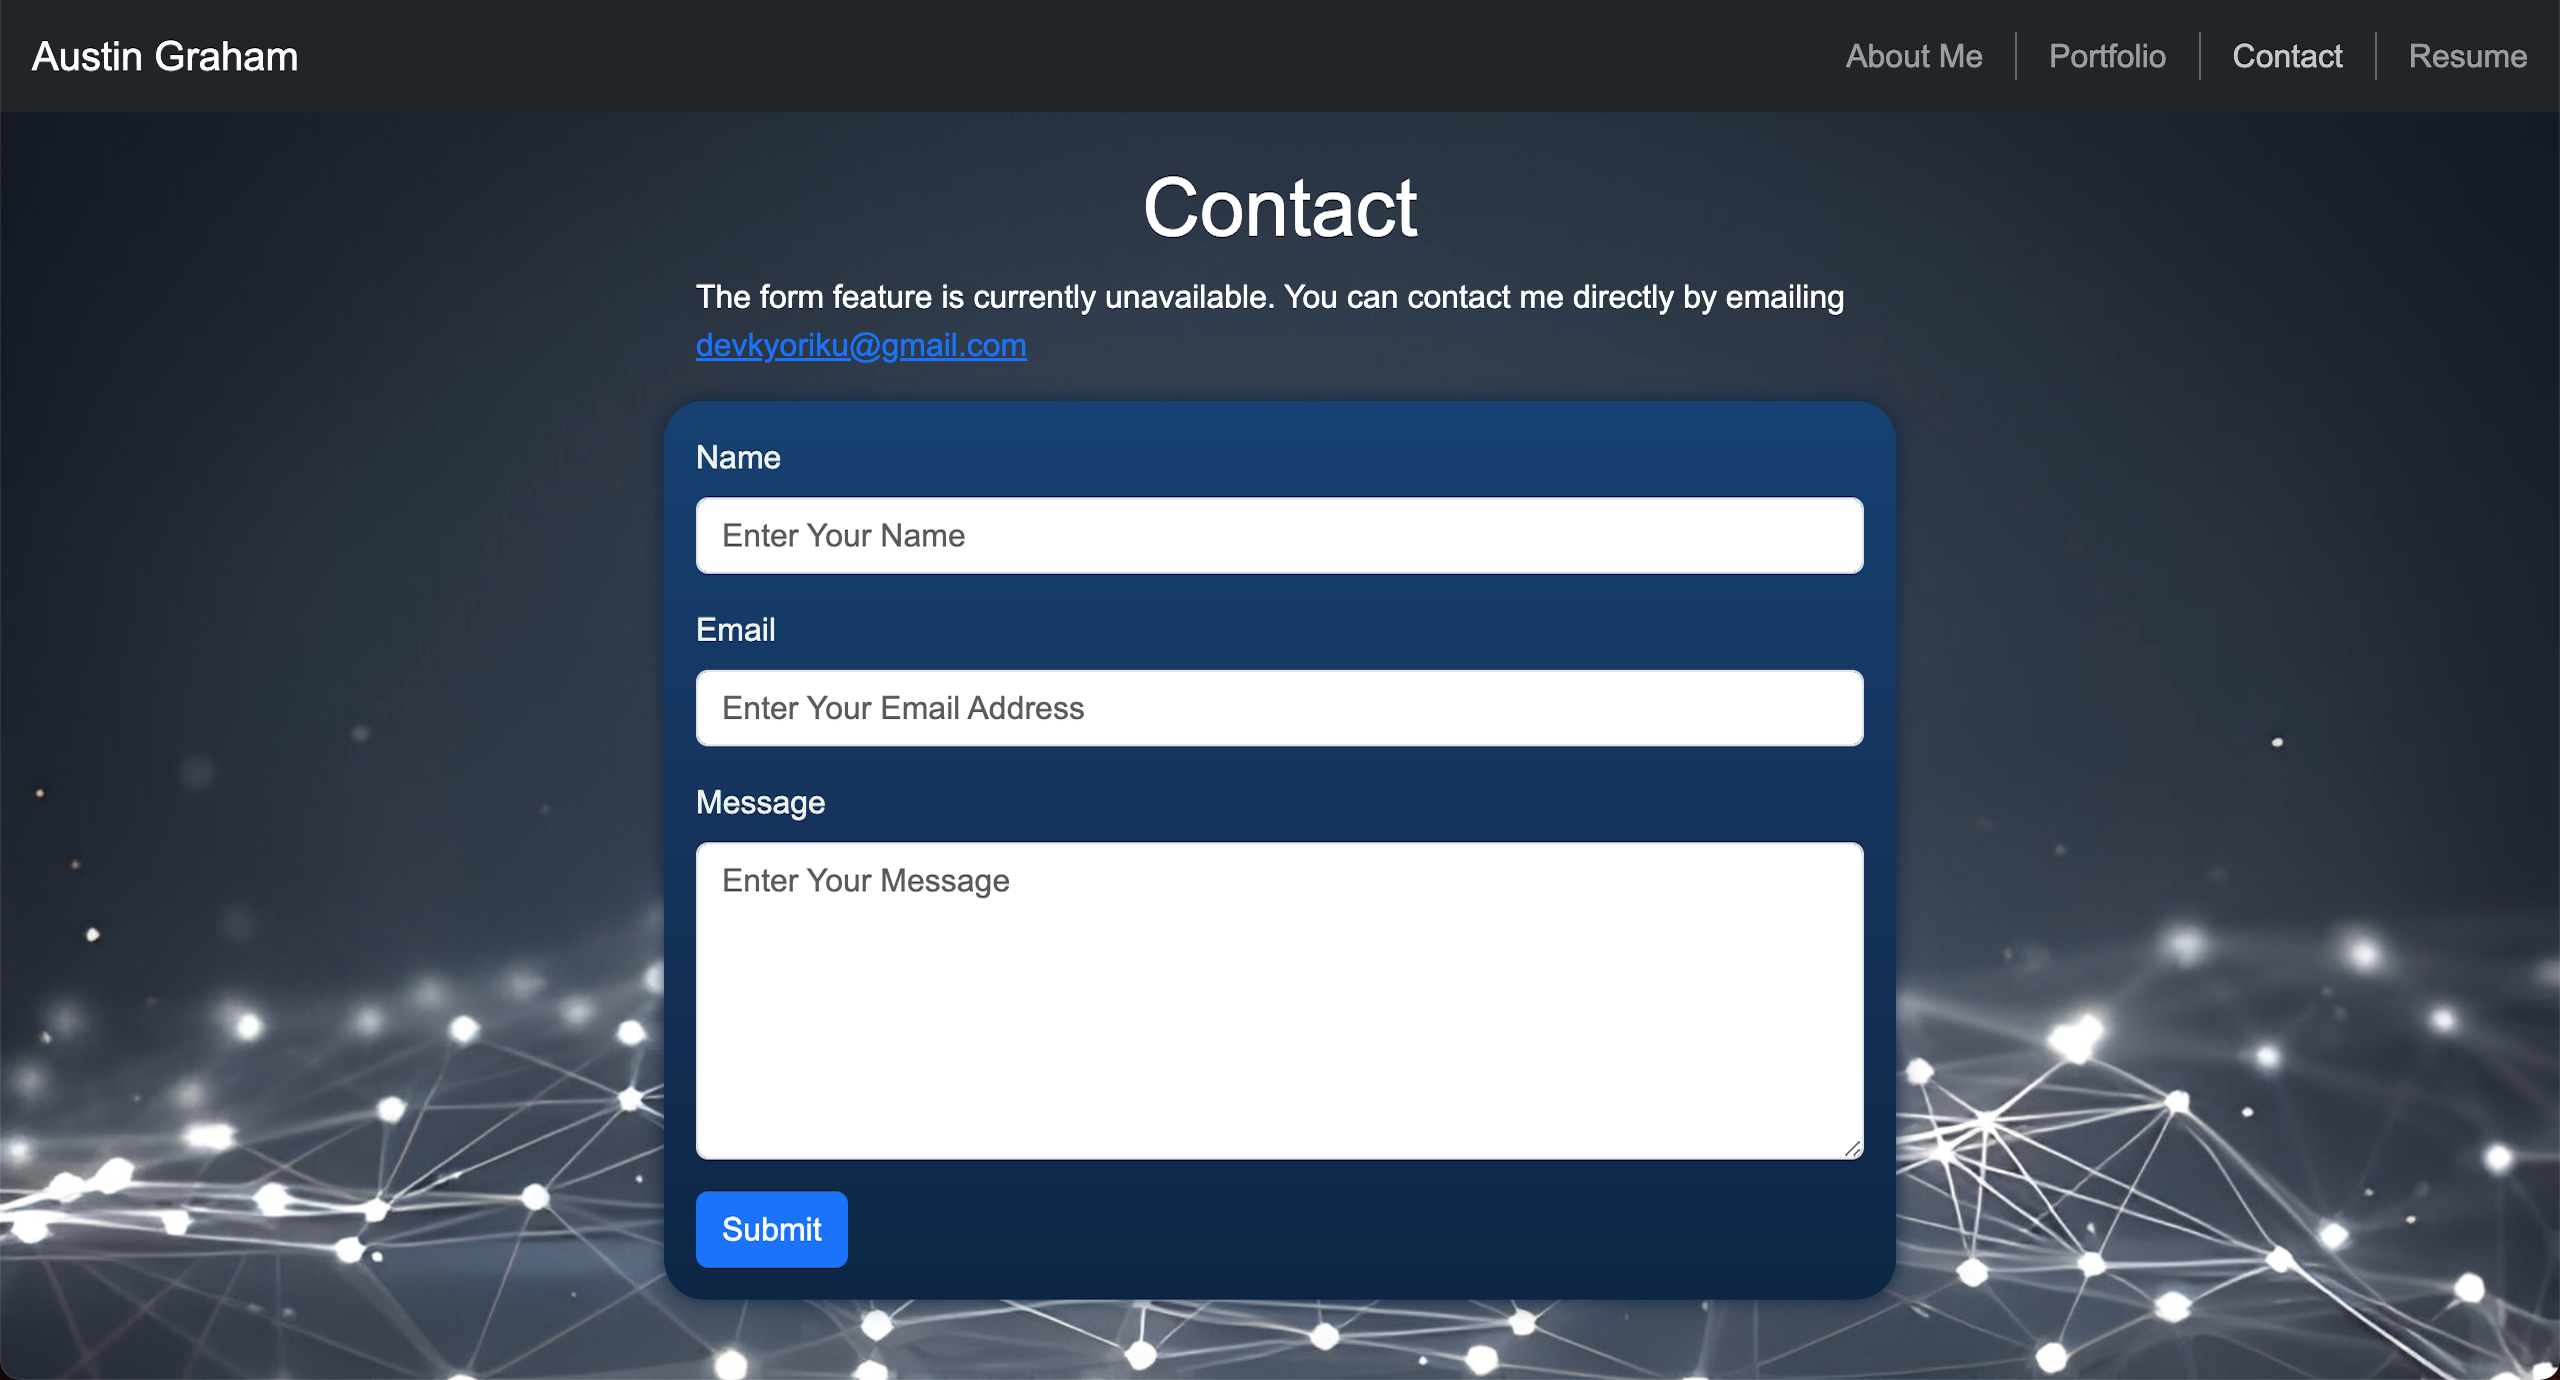 Austin Graham
About Me
Portfolio
Contact
Resume
Contact
The form feature is currently unavailable. You can contact me directly by emailing
devkyoriku@gmail.com
Name
Enter Your Name
Email
Enter Your Email Address
Message
Enter Your Message
Submit